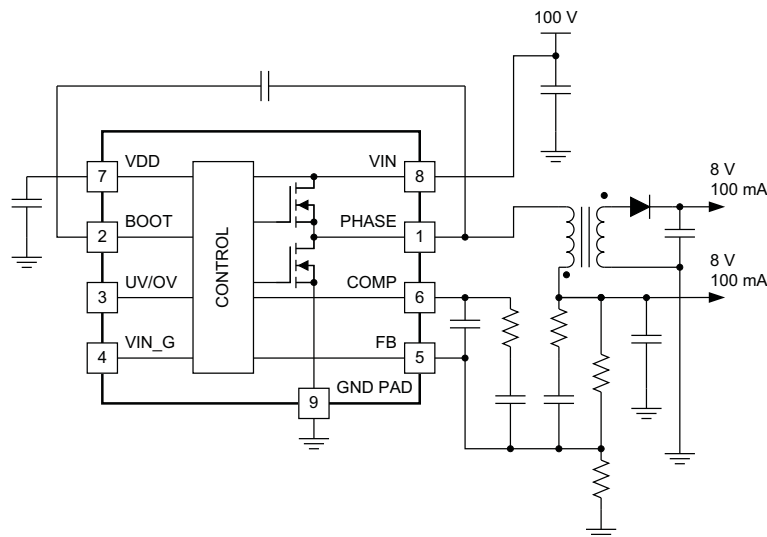 100 V
7
VDD
VIN
8
8 V
100 mA
2
BOOT
PHASE
1
CONTROL
8 V
100 mA
3
UV/OV
COMP
6
4
VIN_G
FB
5
9
GND PAD